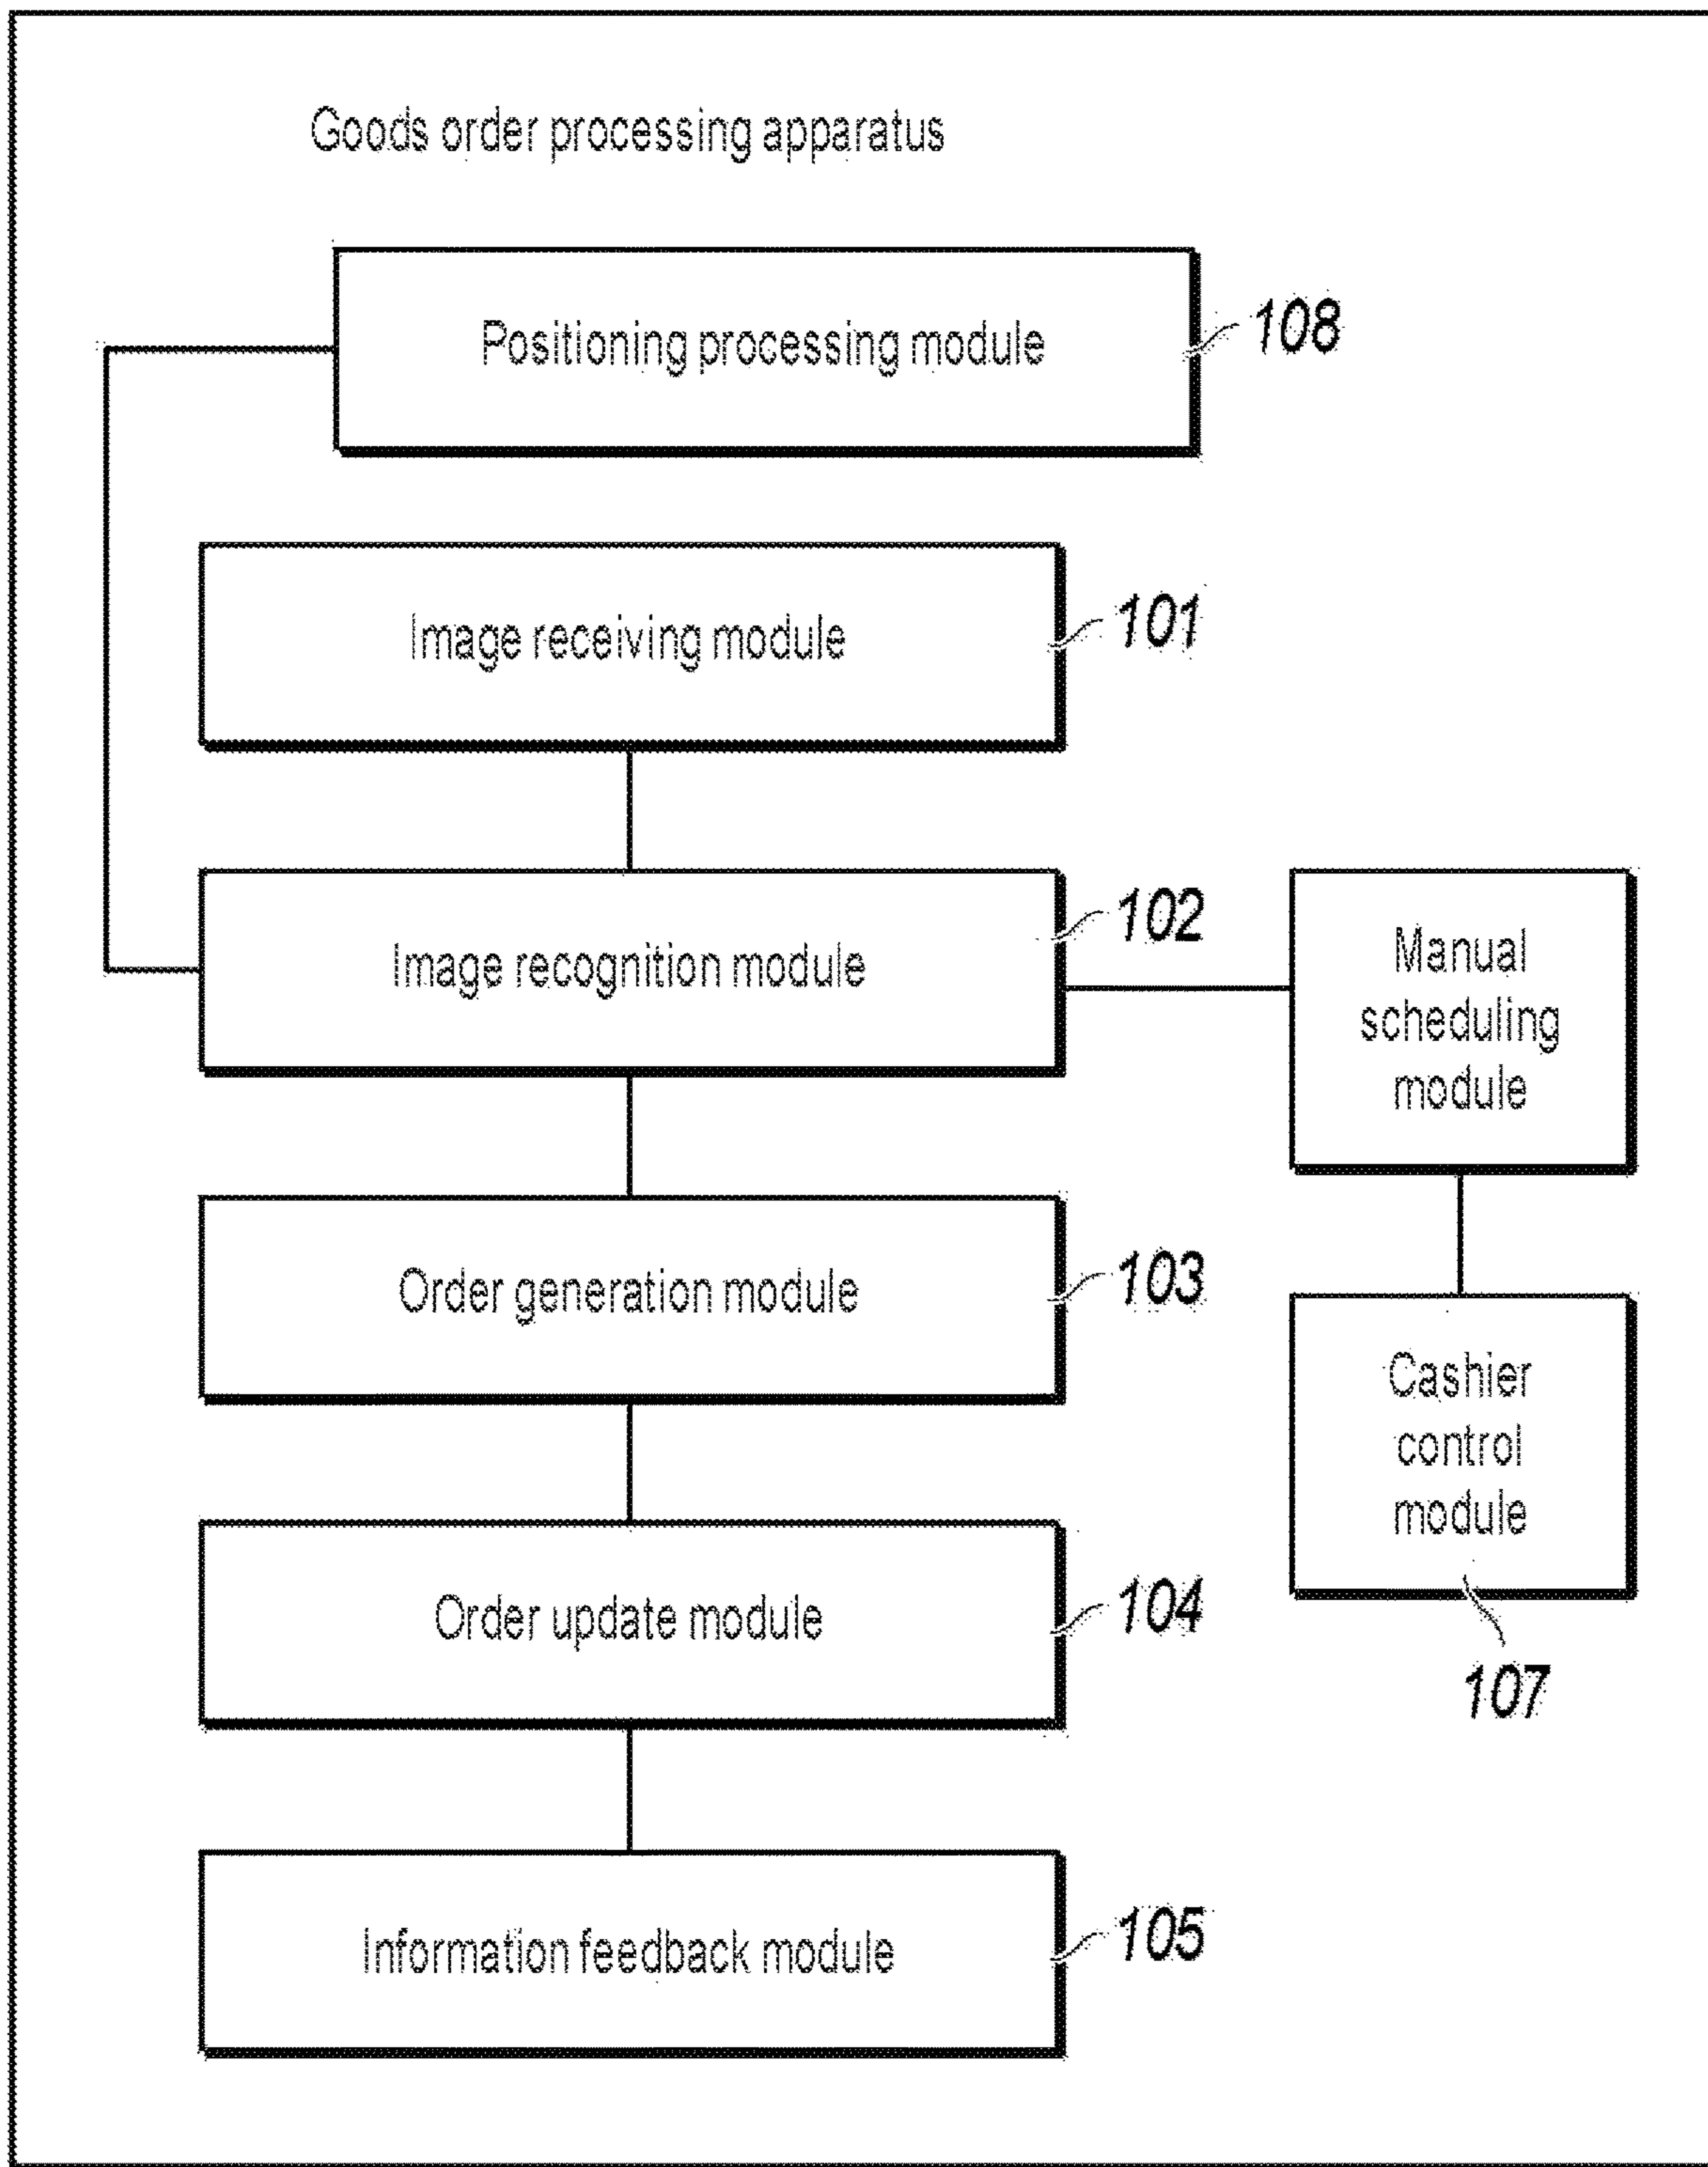 Goods order processing apparatus
Positioning processing module
108
Image receiving module
101
Image recognition module
102
Manual
scheduling
module
Order generation module
103
Cashier
control
module
107
Order update module
104
Information feedback module
105